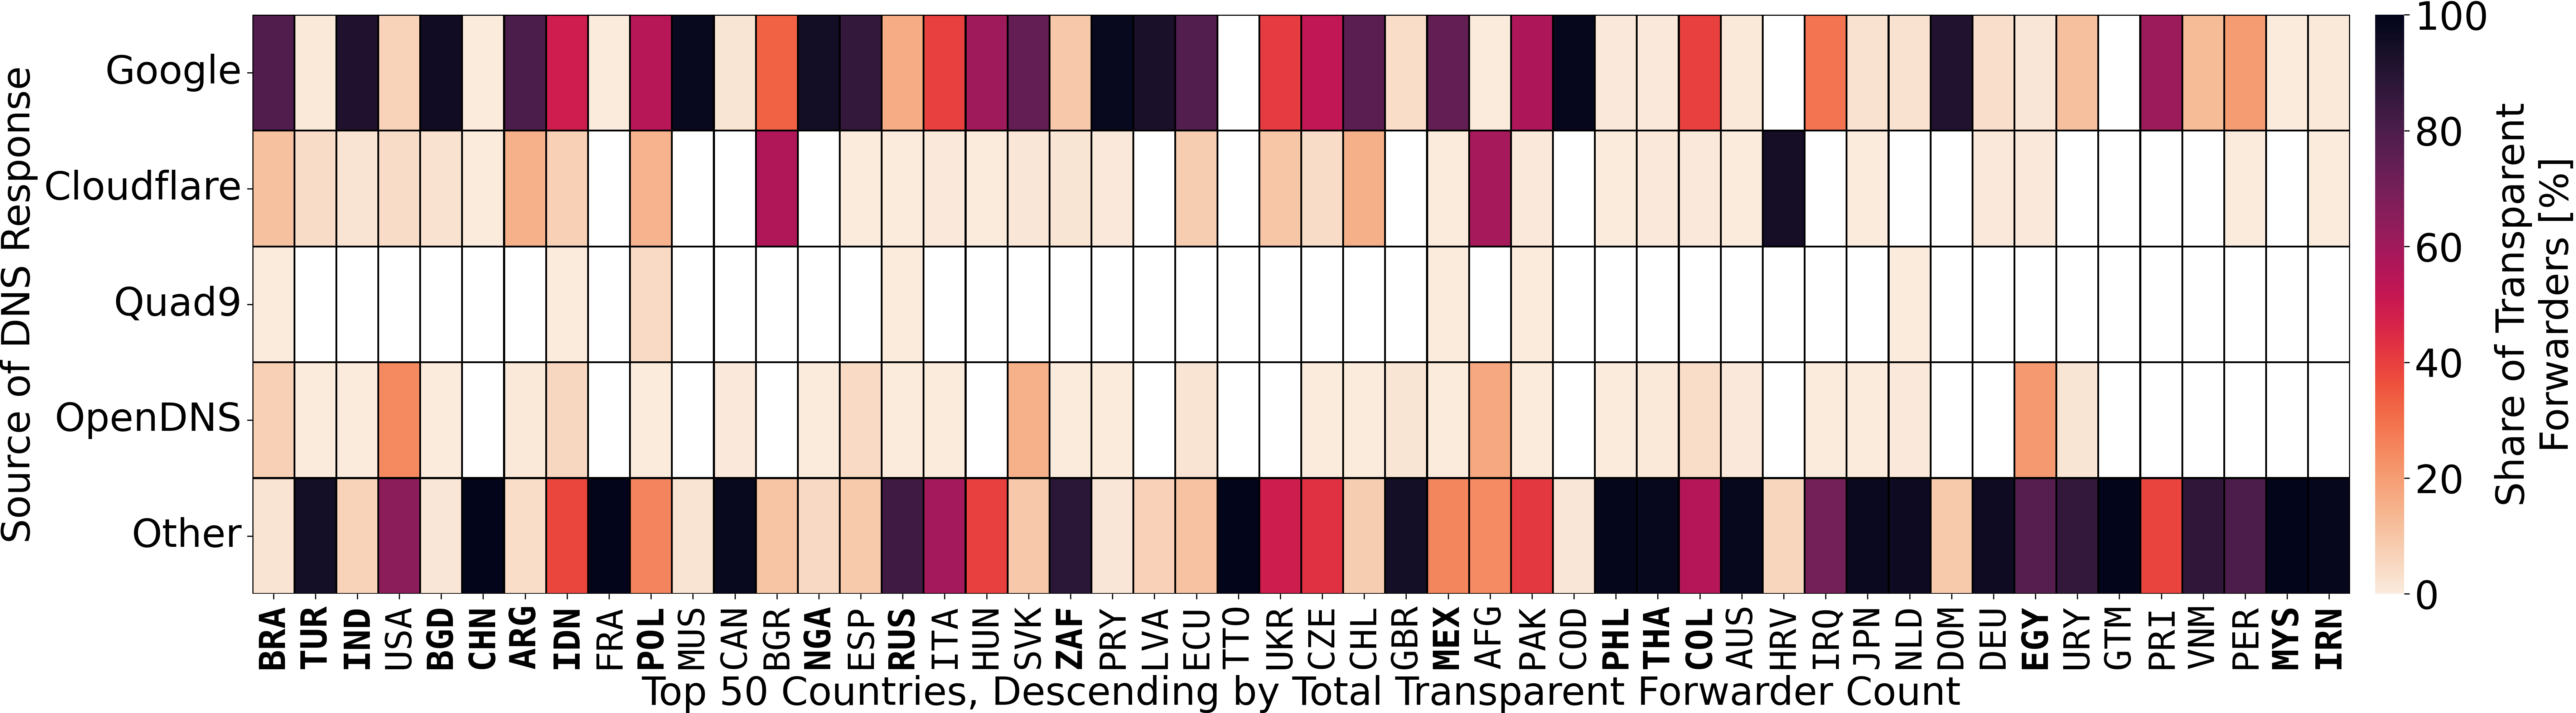 Source of DNS Response
Google
Cloudflare
Quad9
OpenDNS
Other
BRA TUR IND USA BGD CHN ARG IDN FRA POL MUS CAN BGR NGA ESP RUS ITA HUN SVK ZAF PRY LVA ECU TTO UKR CZE CHL GBR MEX AFG PAK COD PHL THA COL AUS HRV IRQ JPN NLD DOM DEU EGY URY GTM PRI VNM PER MYS IRN
Top 50 Countries, Descending by Total Transparent Forwarder Count
100
80
60
40
20
0
Share of Transparent
Forwarders [%]